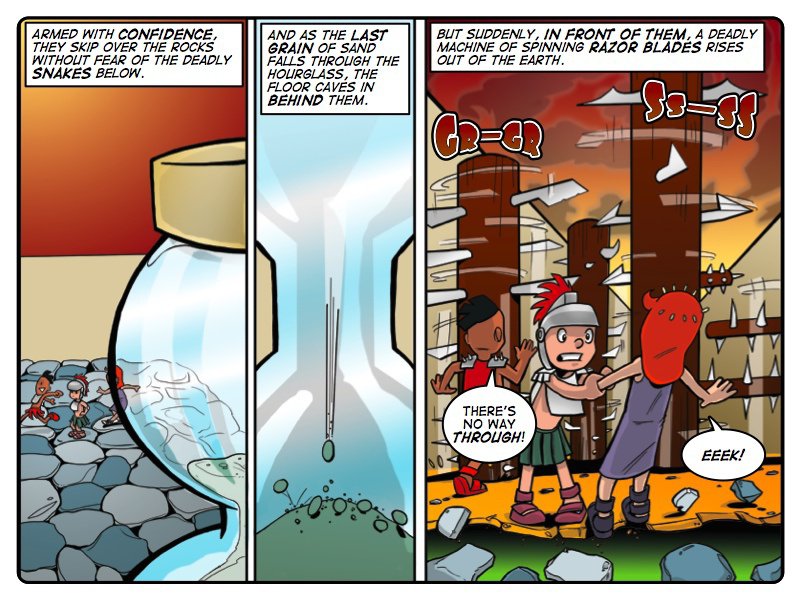 ARMED WITH CONFIDENCE,
THEY SKIP OVER THE ROCKS
WITHOUT FEAR OF THE DEADLY
SNAKES BELOW.
AND AS THE LAST
GRAIN OF SAND
FALLS THROUGH THE
HOURGLASS, THE
FLOOR CAVES IN
BEHIND THEM.
BUT SUDDENLY, IN FRONT OF THEM, A DEADLY
MACHINE OF SPINNING RAZOR BLADES RISES
OUT OF THE EARTH.
GR-GR
SS-SS
THERE'S
NO WAY
THROUGH!
EEEK!